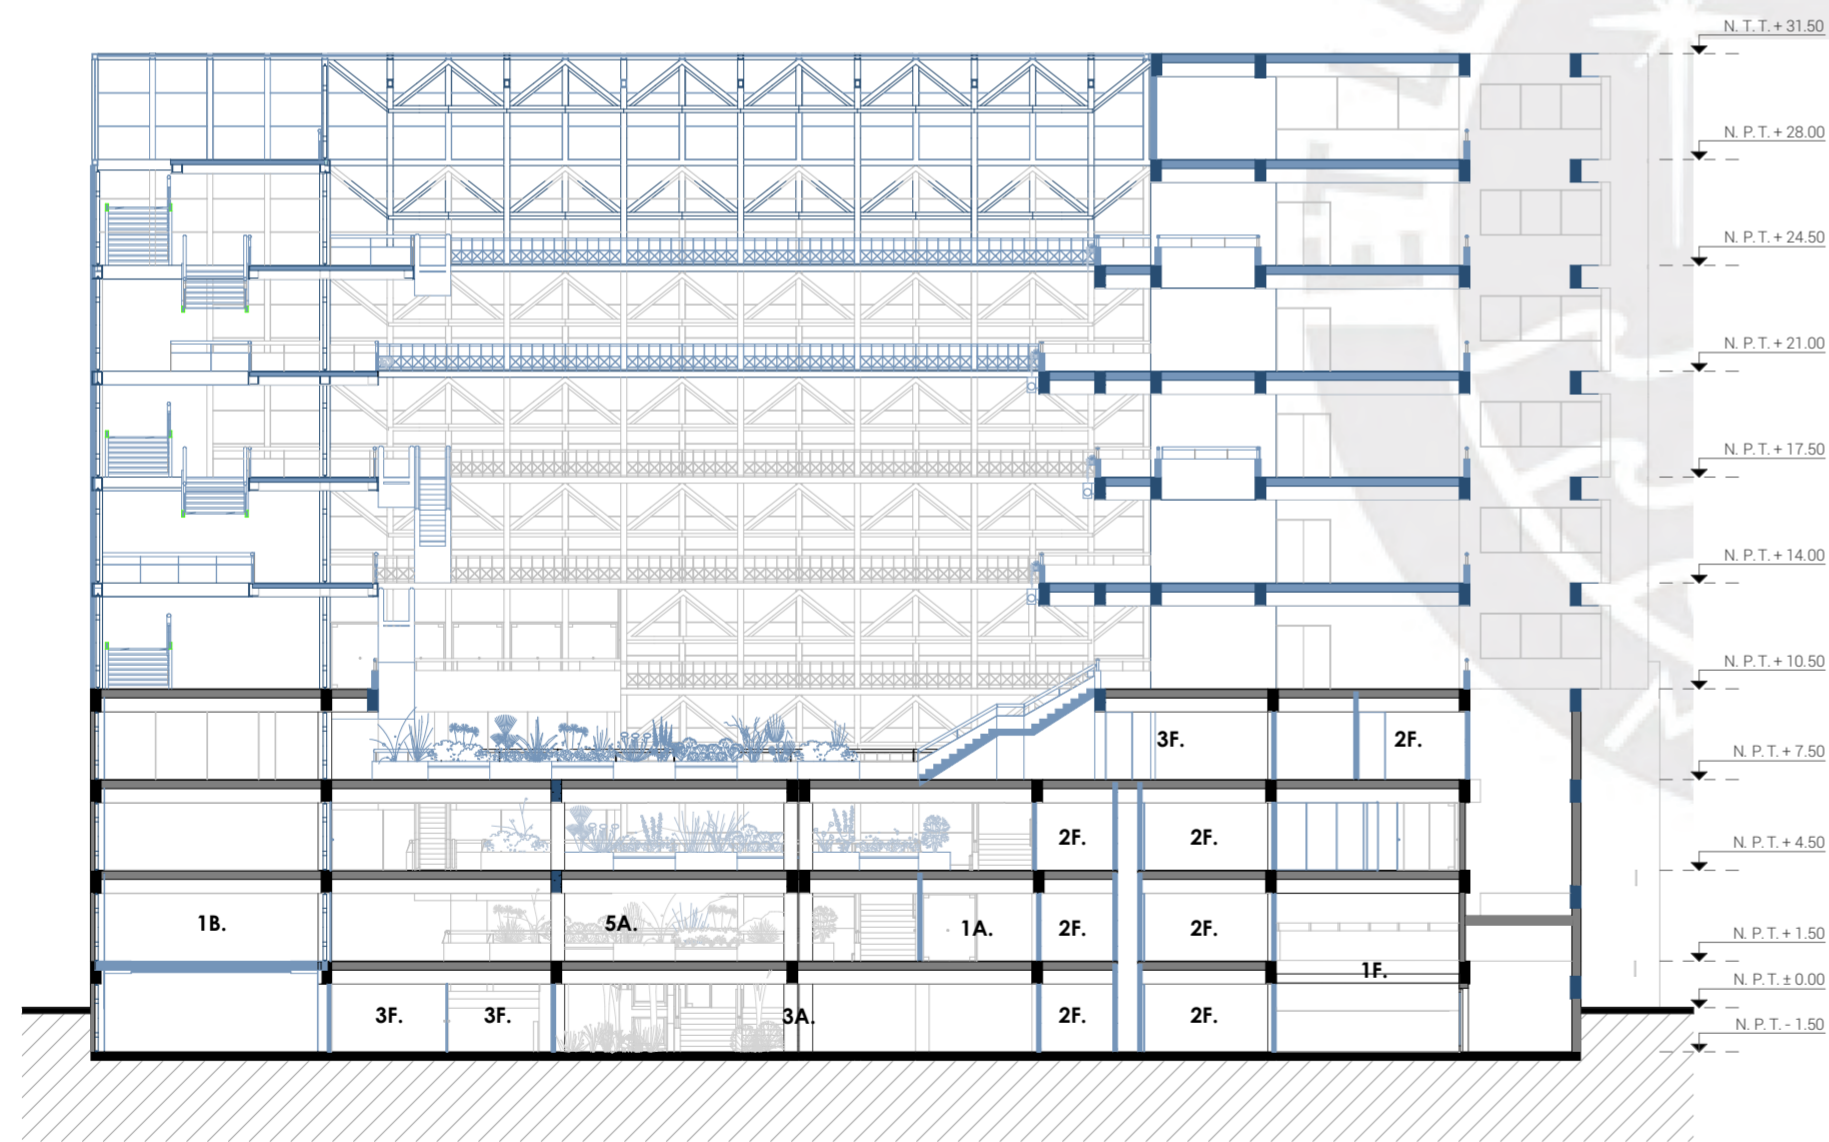 N. T. T. + 31.50
N. P. T. + 28.00
N. P. T. + 24.50
N. P. T. + 21.00
N. P. T. + 17.50
N. P. T. + 14.00
N. P. T. + 10.50
3F. 2F.
N. P. T. + 7.50
2F. 2F.
N. P. T. + 4.50
1B. 5A. 1A. 2F. 2F.
N. P. T. + 1.50
1F.
N. P. T. ± 0.00
3F. 3F. 3A. 2F. 2F.
N. P. T. - 1.50